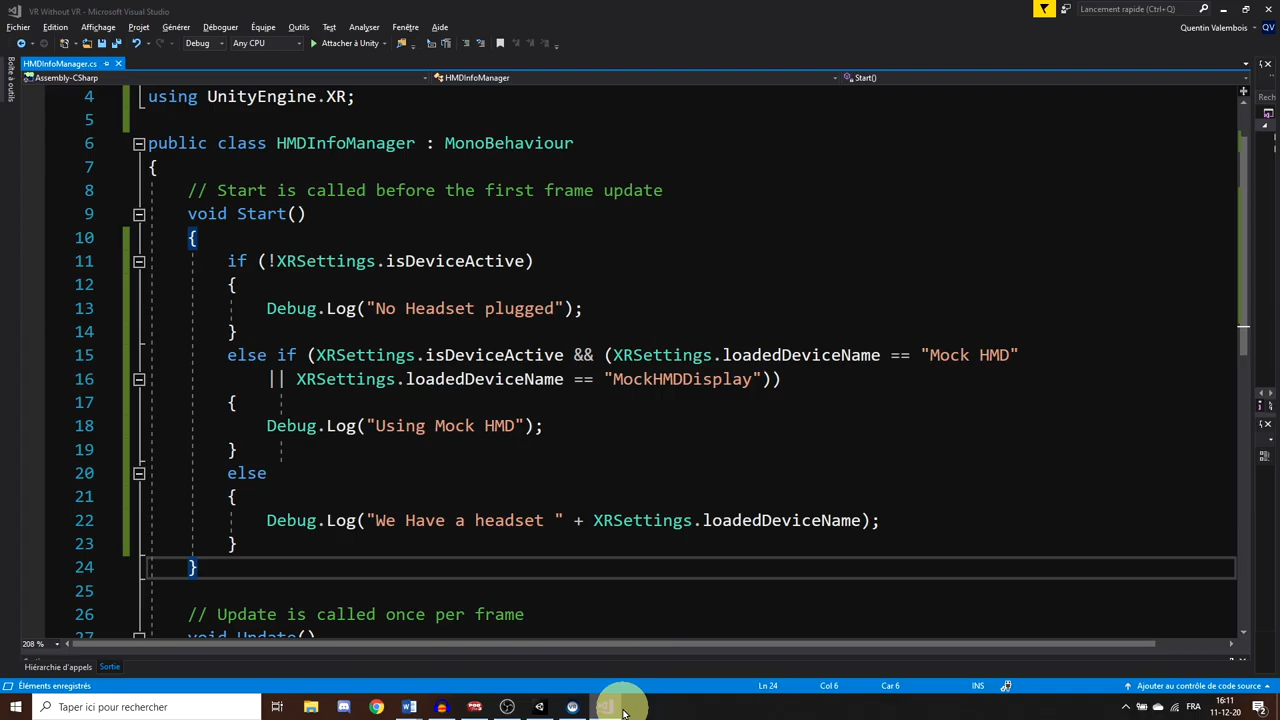 VR Without VR - Microsoft Visual Studio
Lancement rapide (Ctrl+Q)
Fichier Edition Affichage Projet Générer Déboguer Équipe Outils Test Analyser Fenêtre Aide
Quentin Valembois QV
Debug Any CPU Attacher à Unity
Boîte à outils
HMDInfoManager.cs
Rech
Assembly-CSharp HMDInfoManager Start()
4 using UnityEngine.XR;
5
6 public class HMDInfoManager : MonoBehaviour
7 {
8 // Start is called before the first frame update
9 void Start()
10 {
11 if (!XRSettings.isDeviceActive)
12 {
13 Debug.Log("No Headset plugged");
14 }
15 else if (XRSettings.isDeviceActive && (XRSettings.loadedDeviceName == "Mock HMD"
16 || XRSettings.loadedDeviceName == "MockHMDDisplay"))
17 {
18 Debug.Log("Using Mock HMD");
19 }
20 else
21 {
22 Debug.Log("We Have a headset " + XRSettings.loadedDeviceName);
23 }
24 }
25
26 // Update is called once per frame
27 void Update()
208 %
Hiérarchie d'appels Sortie
Éléments enregistrés Ln 24 Col 6 Car 6 INS Ajouter au contrôle de code source
Taper ici pour rechercher
FRA
16:11
11-12-20